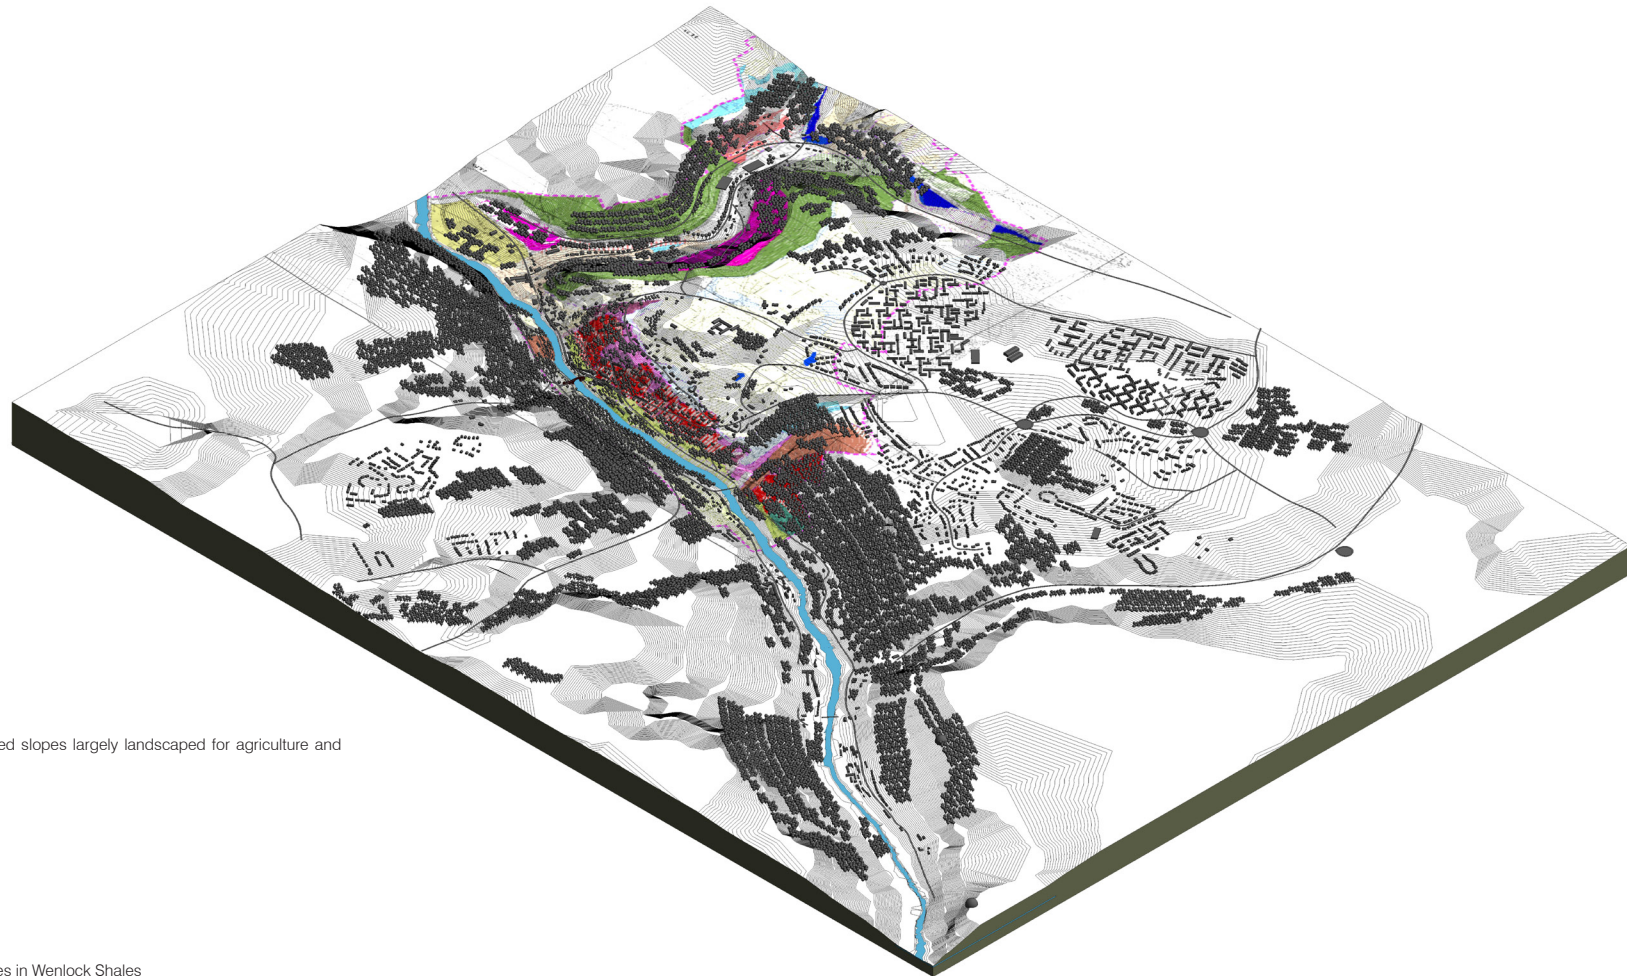 ed slopes largely landscaped for agriculture and
es in Wenlock Shales